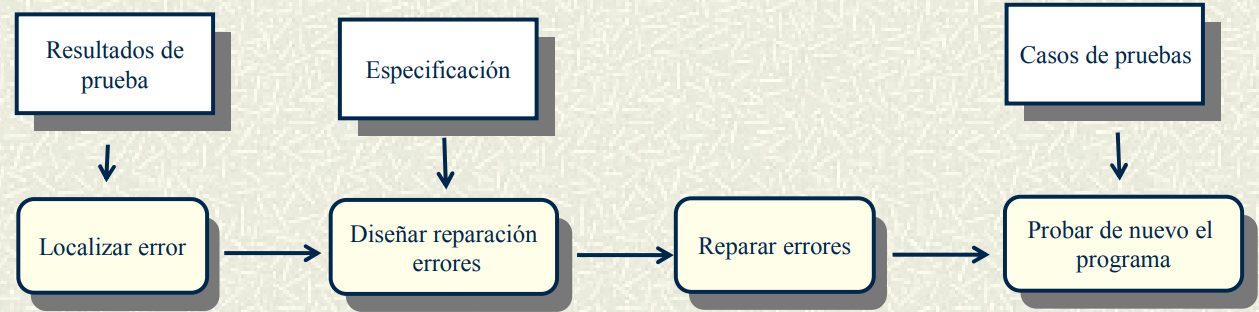 Resultados de
prueba
Especificación
Casos de pruebas
Localizar error
Diseñar reparación
errores
Reparar errores
Probar de nuevo el
programa